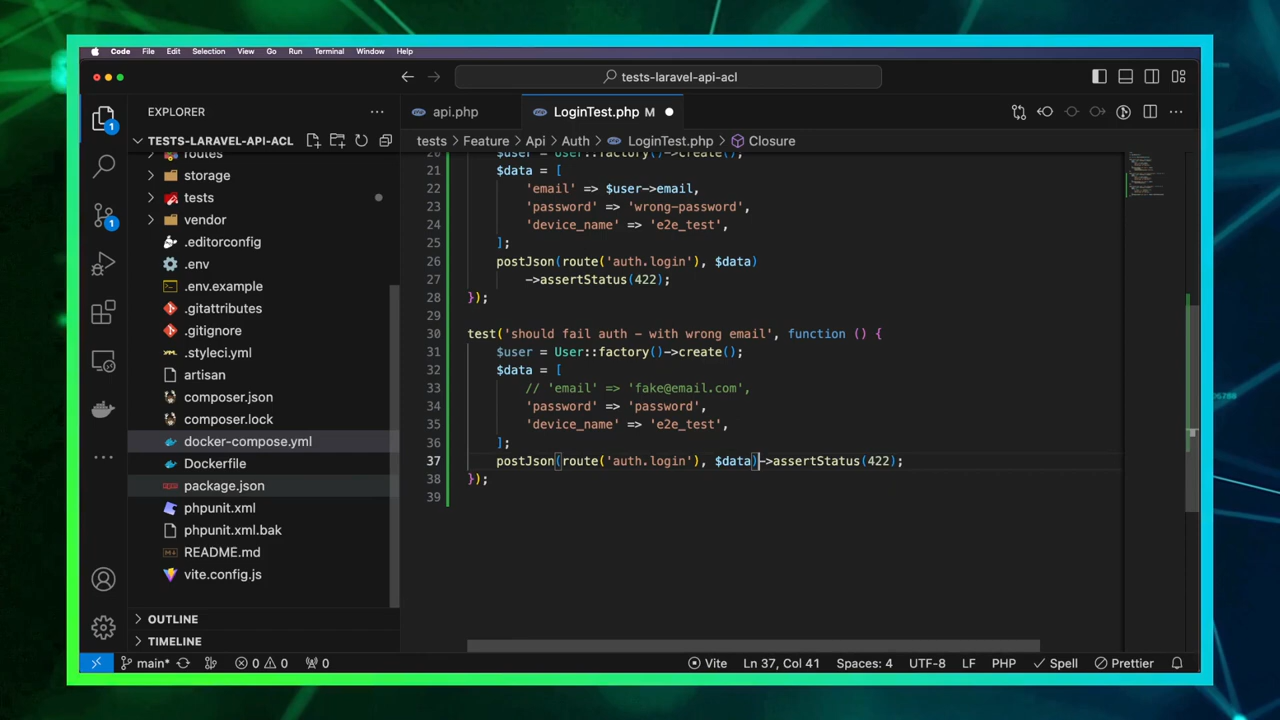 Code File Edit Selection View Go Run Terminal Window Help
tests-laravel-api-acl
EXPLORER
api.php
LoginTest.php M
TESTS-LARAVEL-API-ACL
tests > Feature > Api > Auth > LoginTest.php > Closure
routes
storage
tests
vendor
.editorconfig
.env
.env.example
.gitattributes
.gitignore
.styleci.yml
artisan
composer.json
composer.lock
docker-compose.yml
Dockerfile
package.json
phpunit.xml
phpunit.xml.bak
README.md
vite.config.js
OUTLINE
TIMELINE
1
1
20 $user = User::factory()->create();
21 $data = [
22 'email' => $user->email,
23 'password' => 'wrong-password',
24 'device_name' => 'e2e_test',
25 ];
26 postJson(route('auth.login'), $data)
27 ->assertStatus(422);
28 });
29
30 test('should fail auth - with wrong email', function () {
31 $user = User::factory()->create();
32 $data = [
33 // 'email' => 'fake@email.com',
34 'password' => 'password',
35 'device_name' => 'e2e_test',
36 ];
37 postJson(route('auth.login'), $data)->assertStatus(422);
38 });
39
main* 0 0 0 Vite Ln 37, Col 41 Spaces: 4 UTF-8 LF PHP Spell Prettier